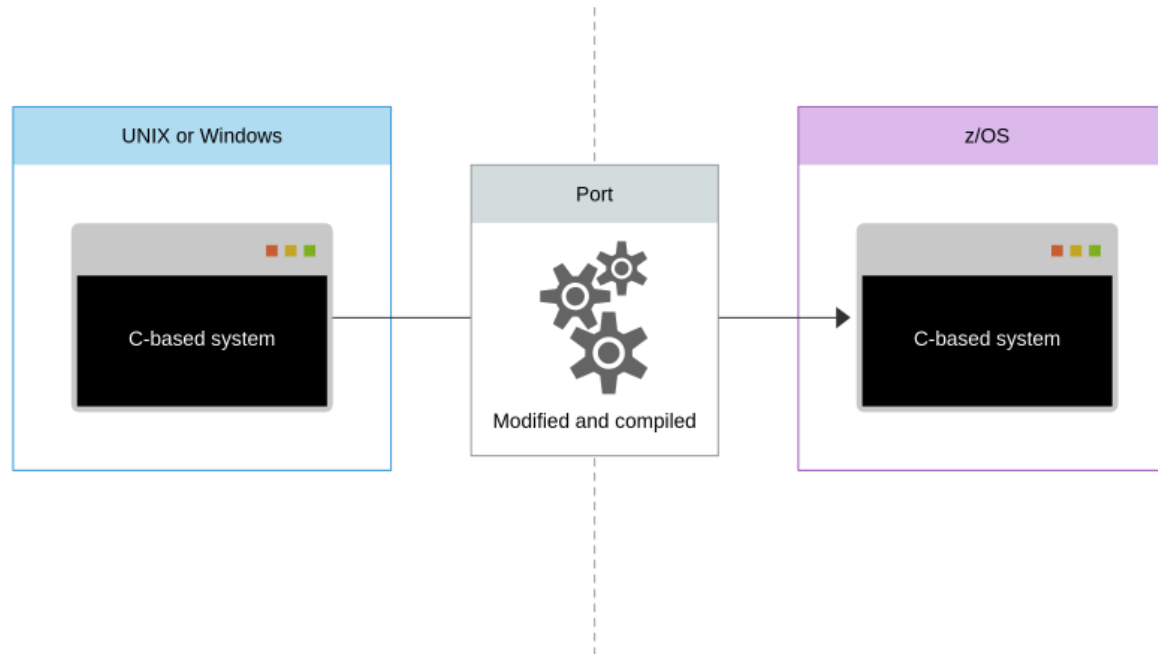 UNIX or Windows
z/OS
Port
C-based system
C-based system
Modified and compiled